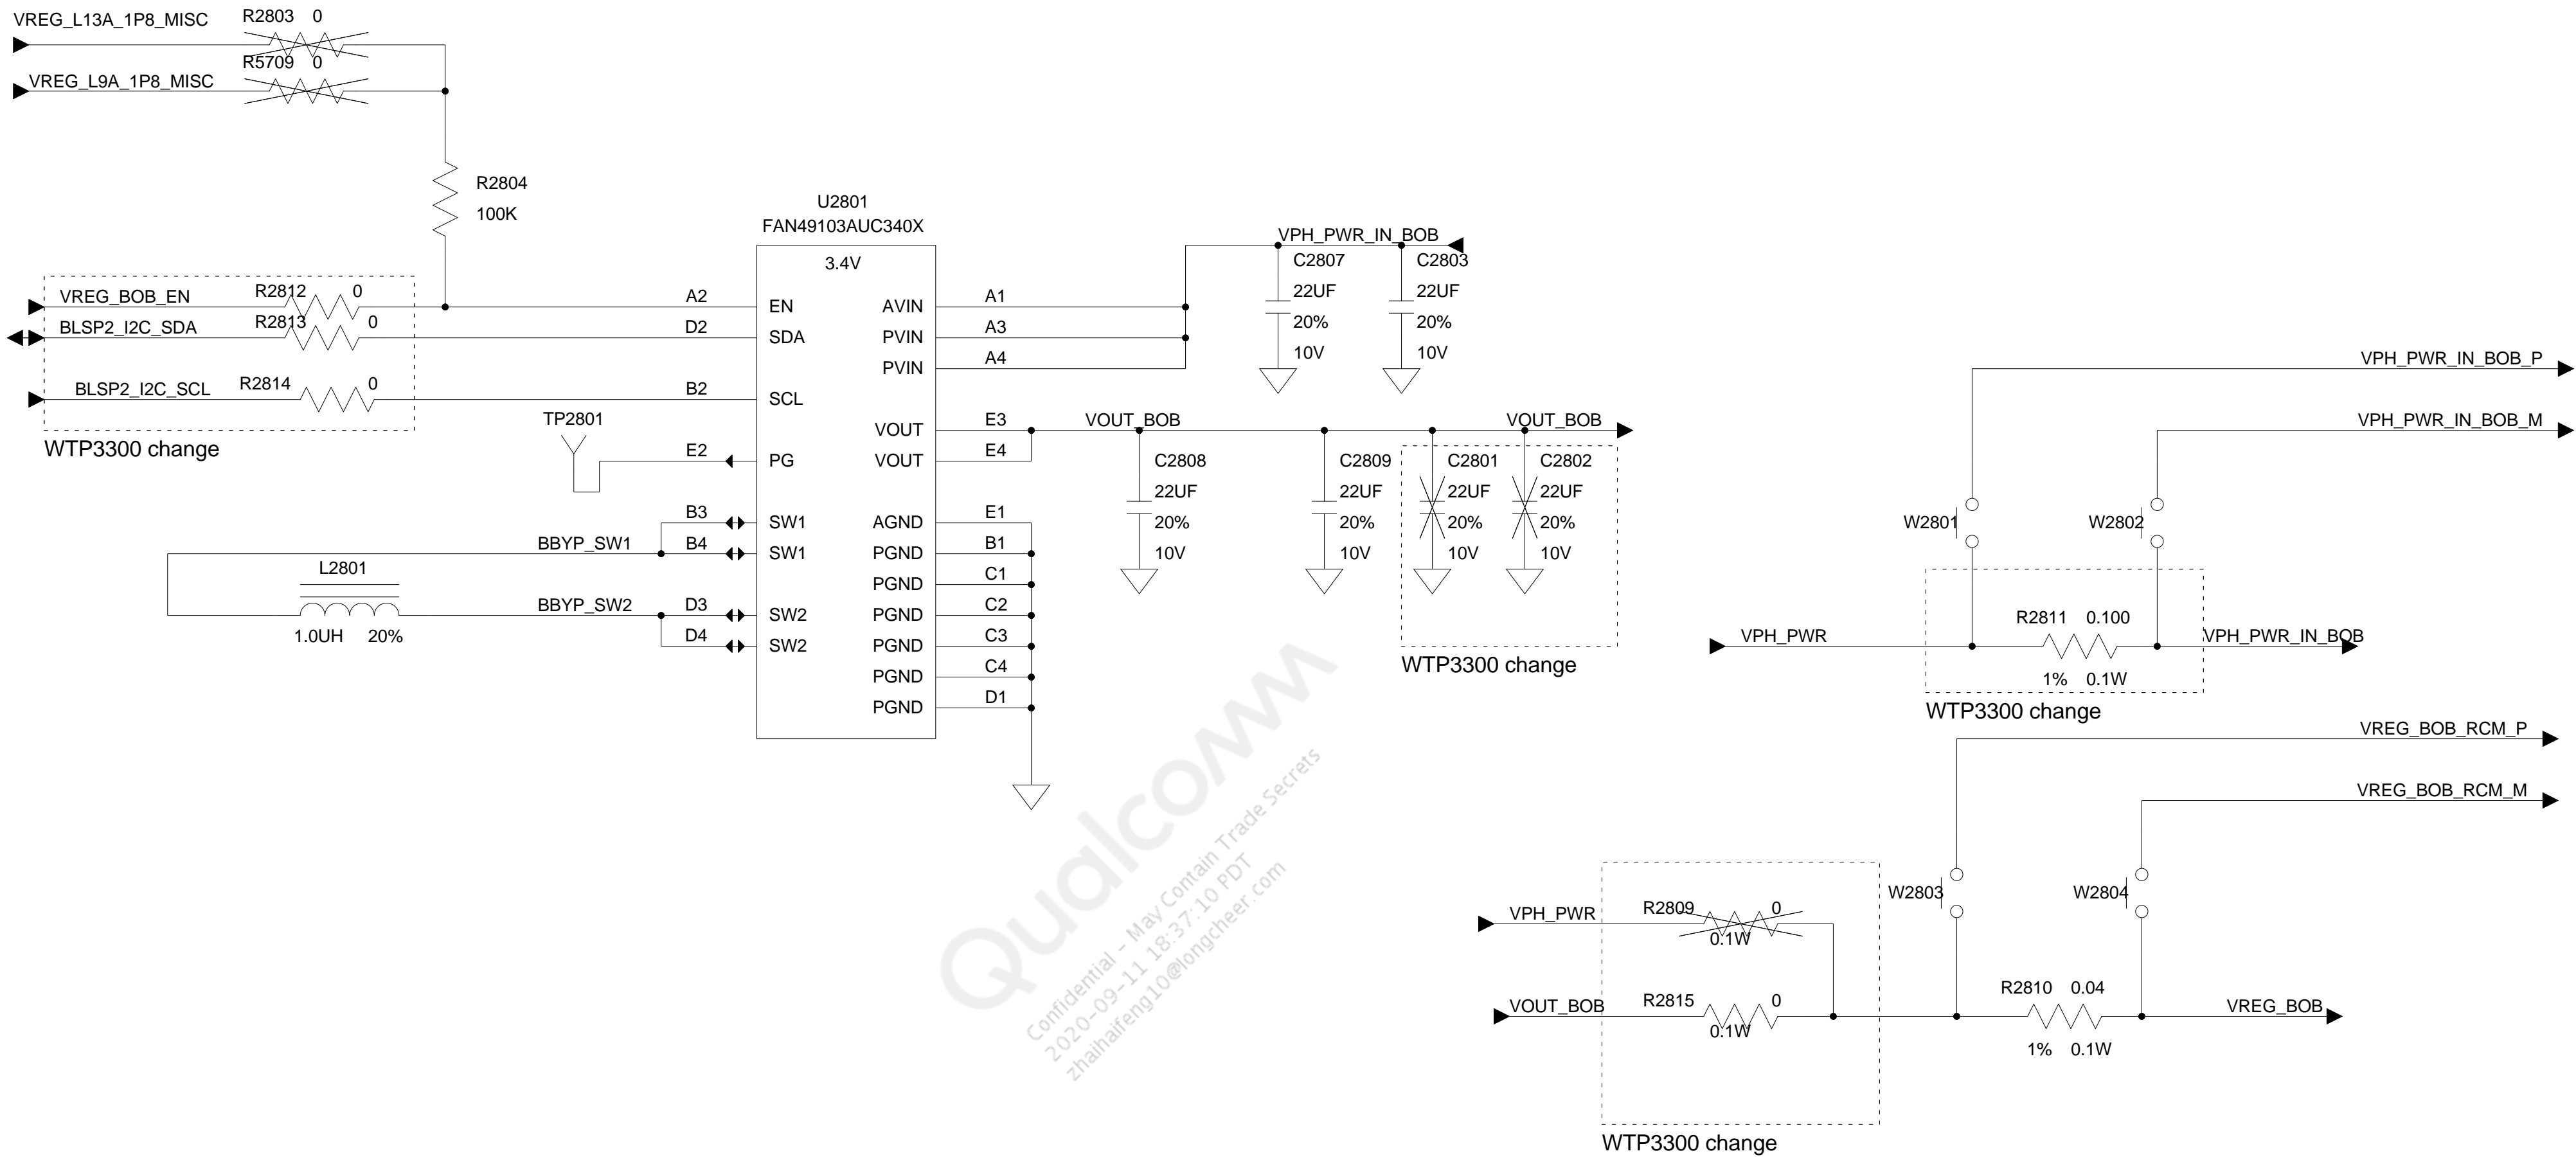 VREG_L13A_1P8_MISC
R2803 0
R5709 0
VREG_L9A_1P8_MISC
R2804
100K
U2801
FAN49103AUC340X
3.4V
VREG_BOB_EN
R2812 0
A2
EN
BLSP2_I2C_SDA
R2813 0
D2
SDA
BLSP2_I2C_SCL
R2814 0
B2
SCL
WTP3300 change
TP2801
E2
PG
B3
SW1
BBYP_SW1
B4
SW1
L2801
1.0UH 20%
BBYP_SW2
D3
SW2
D4
SW2
AVIN
A1
PVIN
A3
PVIN
A4
VOUT
E3
VOUT
E4
AGND
E1
PGND
B1
PGND
C1
PGND
C2
PGND
C3
PGND
C4
PGND
D1
VPH_PWR_IN_BOB
C2807
22UF
20%
10V
C2803
22UF
20%
10V
VOUT_BOB
VOUT_BOB
C2808
22UF
20%
10V
C2809
22UF
20%
10V
C2801
22UF
20%
10V
C2802
22UF
20%
10V
WTP3300 change
VPH_PWR_IN_BOB_P
VPH_PWR_IN_BOB_M
W2801
W2802
R2811 0.100
VPH_PWR
VPH_PWR_IN_BOB
1% 0.1W
WTP3300 change
VREG_BOB_RCM_P
VREG_BOB_RCM_M
W2803
W2804
VPH_PWR
R2809 0
0.1W
VOUT_BOB
R2815 0
0.1W
R2810 0.04
VREG_BOB
1% 0.1W
WTP3300 change
Qualcomm
Confidential - May Contain Trade Secrets
2020-09-11 18:37:10 PDT
zhaihaifeng10@longcheer.com